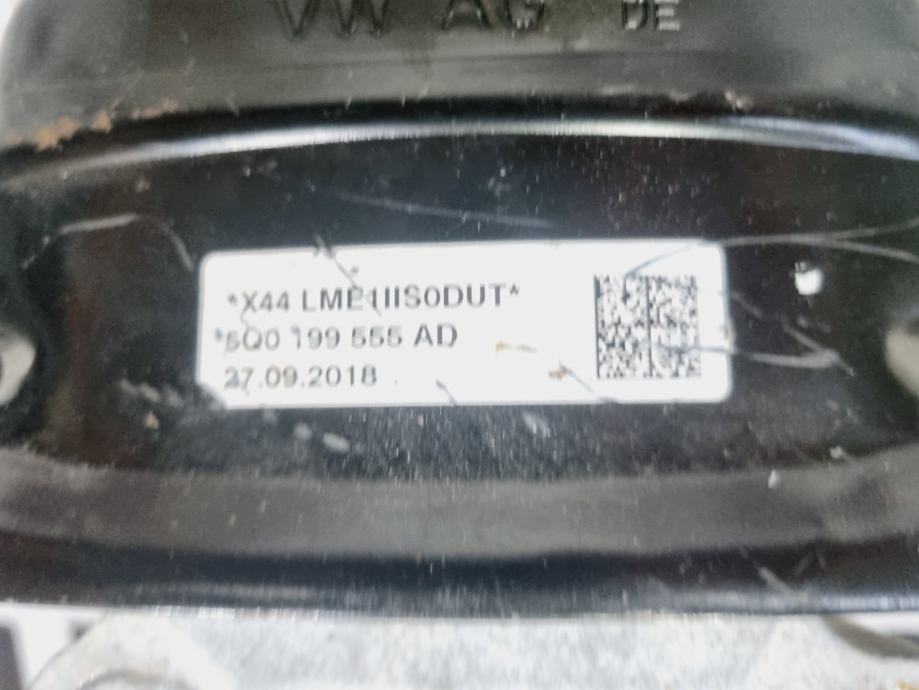 VW AG DE
*X44 LME1IIS0DUT*
*5Q0 199 555 AD
27.09.2018